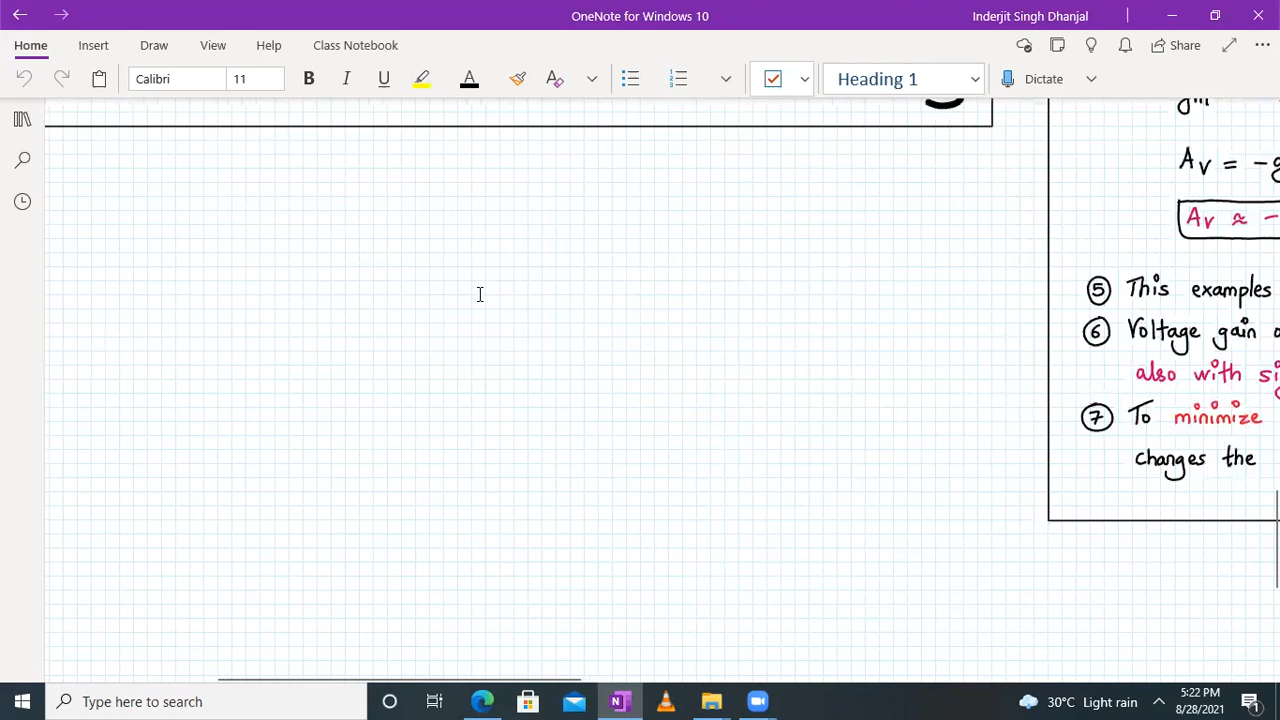 OneNote for Windows 10
Inderjit Singh Dhanjal
Home Insert Draw View Help Class Notebook
Share
Calibri 11 B I U A Heading 1 Dictate
Av = -g
Av ≈ -
⑤ This examples
⑥ Voltage gain
also with
⑦ To minimize
changes the
Type here to search
30°C Light rain
5:22 PM
8/28/2021